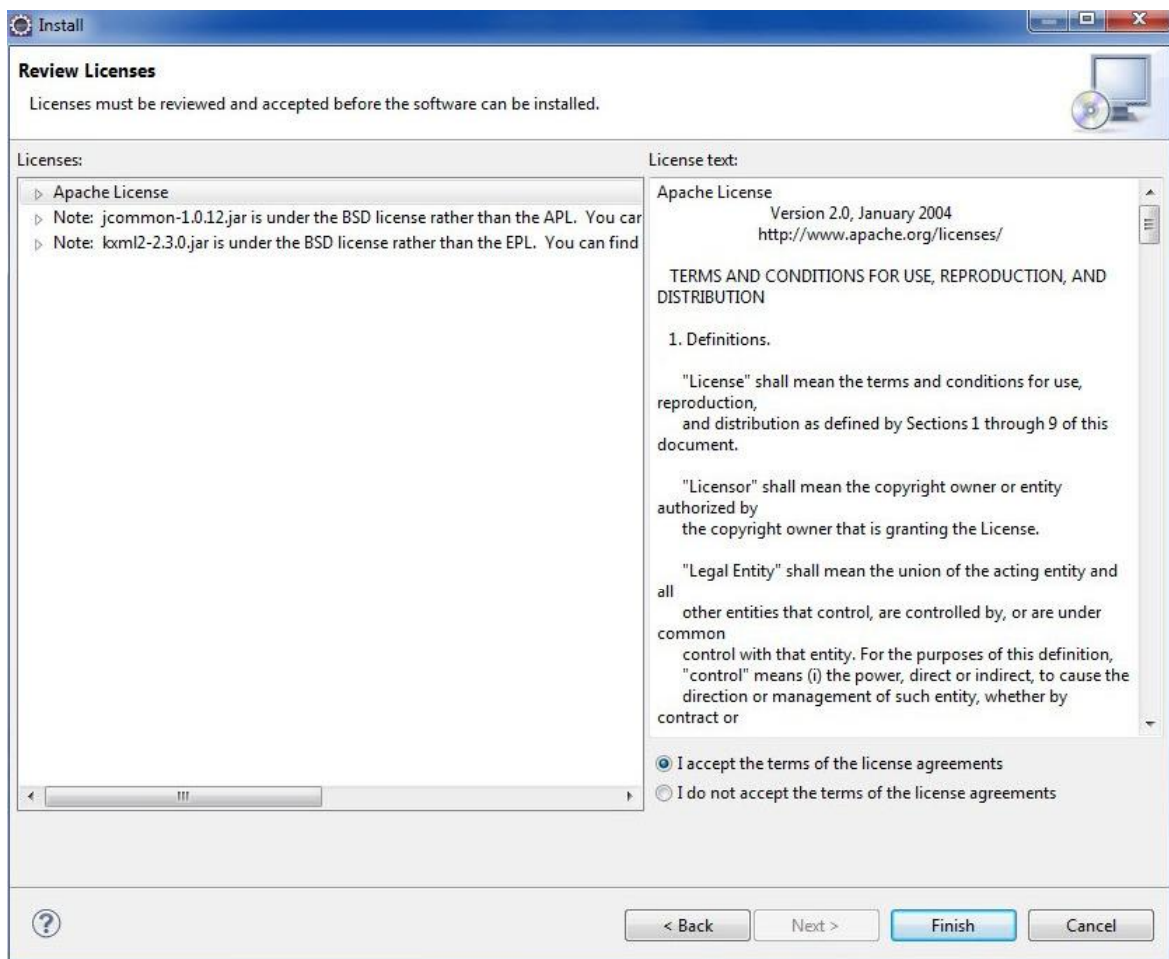 Install
Review Licenses
Licenses must be reviewed and accepted before the software can be installed.
Licenses:
Apache License
Note: jcommon-1.0.12.jar is under the BSD license rather than the APL. You can
Note: kxml2-2.3.0.jar is under the BSD license rather than the EPL. You can find
License text:
Apache License
Version 2.0, January 2004
http://www.apache.org/licenses/
TERMS AND CONDITIONS FOR USE, REPRODUCTION, AND
DISTRIBUTION
1. Definitions.
"License" shall mean the terms and conditions for use,
reproduction,
and distribution as defined by Sections 1 through 9 of this
document.
"Licensor" shall mean the copyright owner or entity
authorized by
the copyright owner that is granting the License.
"Legal Entity" shall mean the union of the acting entity and
all
other entities that control, are controlled by, or are under
common
control with that entity. For the purposes of this definition,
"control" means (i) the power, direct or indirect, to cause the
direction or management of such entity, whether by
contract or
I accept the terms of the license agreements
I do not accept the terms of the license agreements
< Back
Next >
Finish
Cancel